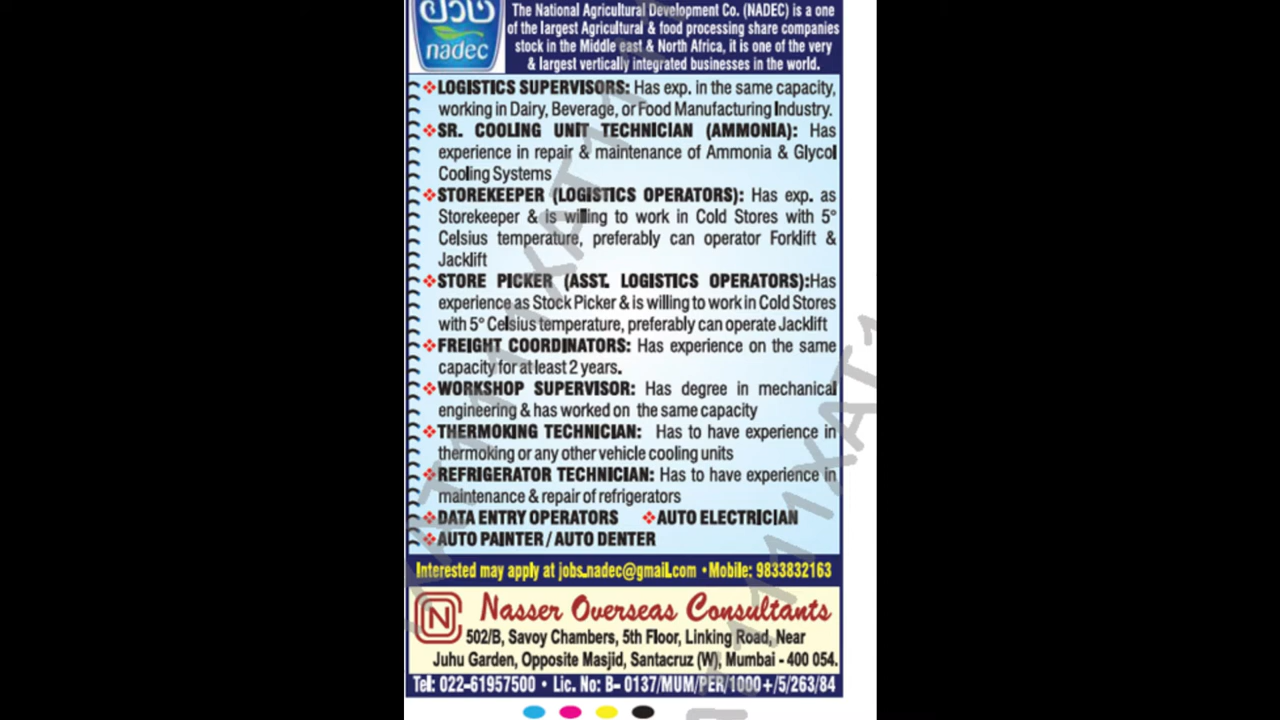 nadec
The National Agricultural Development Co. (NADEC) is a one
of the largest Agricultural & food processing share companies
stock in the Middle east & North Africa, it is one of the very
& largest vertically integrated businesses in the world.
LOGISTICS SUPERVISORS: Has exp. in the same capacity,
working in Dairy, Beverage, or Food Manufacturing Industry.
SR. COOLING UNIT TECHNICIAN (AMMONIA): Has
experience in repair & maintenance of Ammonia & Glycol
Cooling Systems
STOREKEEPER (LOGISTICS OPERATORS): Has exp. as
Storekeeper & is willing to work in Cold Stores with 5°
Celsius temperature, preferably can operator Forklift &
Jacklift
STORE PICKER (ASST. LOGISTICS OPERATORS):Has
experience as Stock Picker & is willing to work in Cold Stores
with 5° Celsius temperature, preferably can operate Jacklift
FREIGHT COORDINATORS: Has experience on the same
capacity for at least 2 years.
WORKSHOP SUPERVISOR: Has degree in mechanical
engineering & has worked on the same capacity
THERMOKING TECHNICIAN: Has to have experience in
thermoking or any other vehicle cooling units
REFRIGERATOR TECHNICIAN: Has to have experience in
maintenance & repair of refrigerators
DATA ENTRY OPERATORS AUTO ELECTRICIAN
AUTO PAINTER / AUTO DENTER
Interested may apply at jobs.nadec@gmail.com • Mobile: 9833832163
N Nasser Overseas Consultants
502/B, Savoy Chambers, 5th Floor, Linking Road, Near
Juhu Garden, Opposite Masjid, Santacruz (W), Mumbai - 400 054.
Tel: 022-61957500 • Lic. No: B- 0137/MUM/PER/1000+/5/263/84